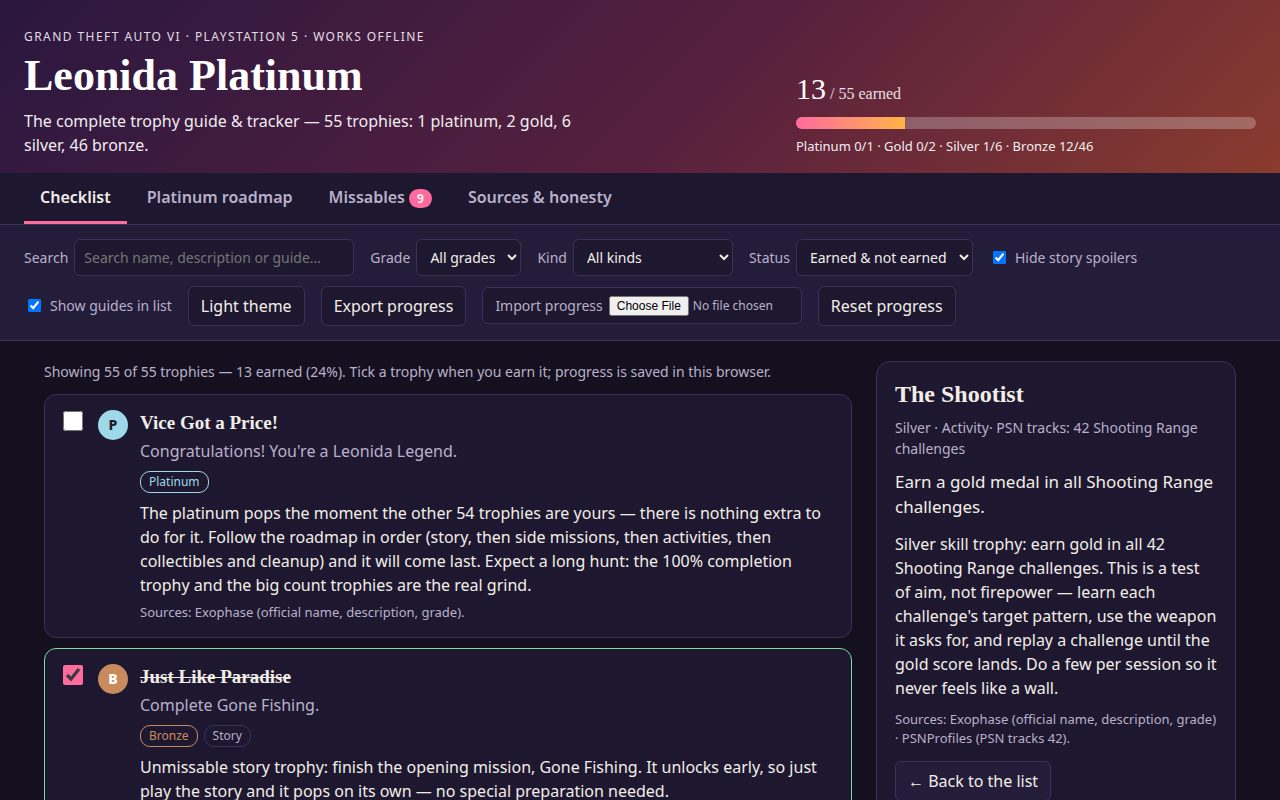 GRAND THEFT AUTO VI · PLAYSTATION 5 · WORKS OFFLINE
Leonida Platinum
The complete trophy guide & tracker — 55 trophies: 1 platinum, 2 gold, 6
silver, 46 bronze.
13 / 55 earned
Platinum 0/1 · Gold 0/2 · Silver 1/6 · Bronze 12/46
Checklist
Platinum roadmap
Missables 9
Sources & honesty
Search
Search name, description or guide...
Grade
All grades
Kind
All kinds
Status
Earned & not earned
Hide story spoilers
Show guides in list
Light theme
Export progress
Import progress
Choose File
No file chosen
Reset progress
Showing 55 of 55 trophies — 13 earned (24%). Tick a trophy when you earn it; progress is saved in this browser.
P
Vice Got a Price!
Congratulations! You're a Leonida Legend.
Platinum
The platinum pops the moment the other 54 trophies are yours — there is nothing extra to
do for it. Follow the roadmap in order (story, then side missions, then activities, then
collectibles and cleanup) and it will come last. Expect a long hunt: the 100% completion
trophy and the big count trophies are the real grind.
Sources: Exophase (official name, description, grade).
B
Just Like Paradise
Complete Gone Fishing.
Bronze
Story
Unmissable story trophy: finish the opening mission, Gone Fishing. It unlocks early, so just
play the story and it pops on its own — no special preparation needed.
The Shootist
Silver · Activity· PSN tracks: 42 Shooting Range
challenges
Earn a gold medal in all Shooting Range
challenges.
Silver skill trophy: earn gold in all 42
Shooting Range challenges. This is a test
of aim, not firepower — learn each
challenge's target pattern, use the weapon
it asks for, and replay a challenge until the
gold score lands. Do a few per session so it
never feels like a wall.
Sources: Exophase (official name, description, grade)
· PSNProfiles (PSN tracks 42).
← Back to the list